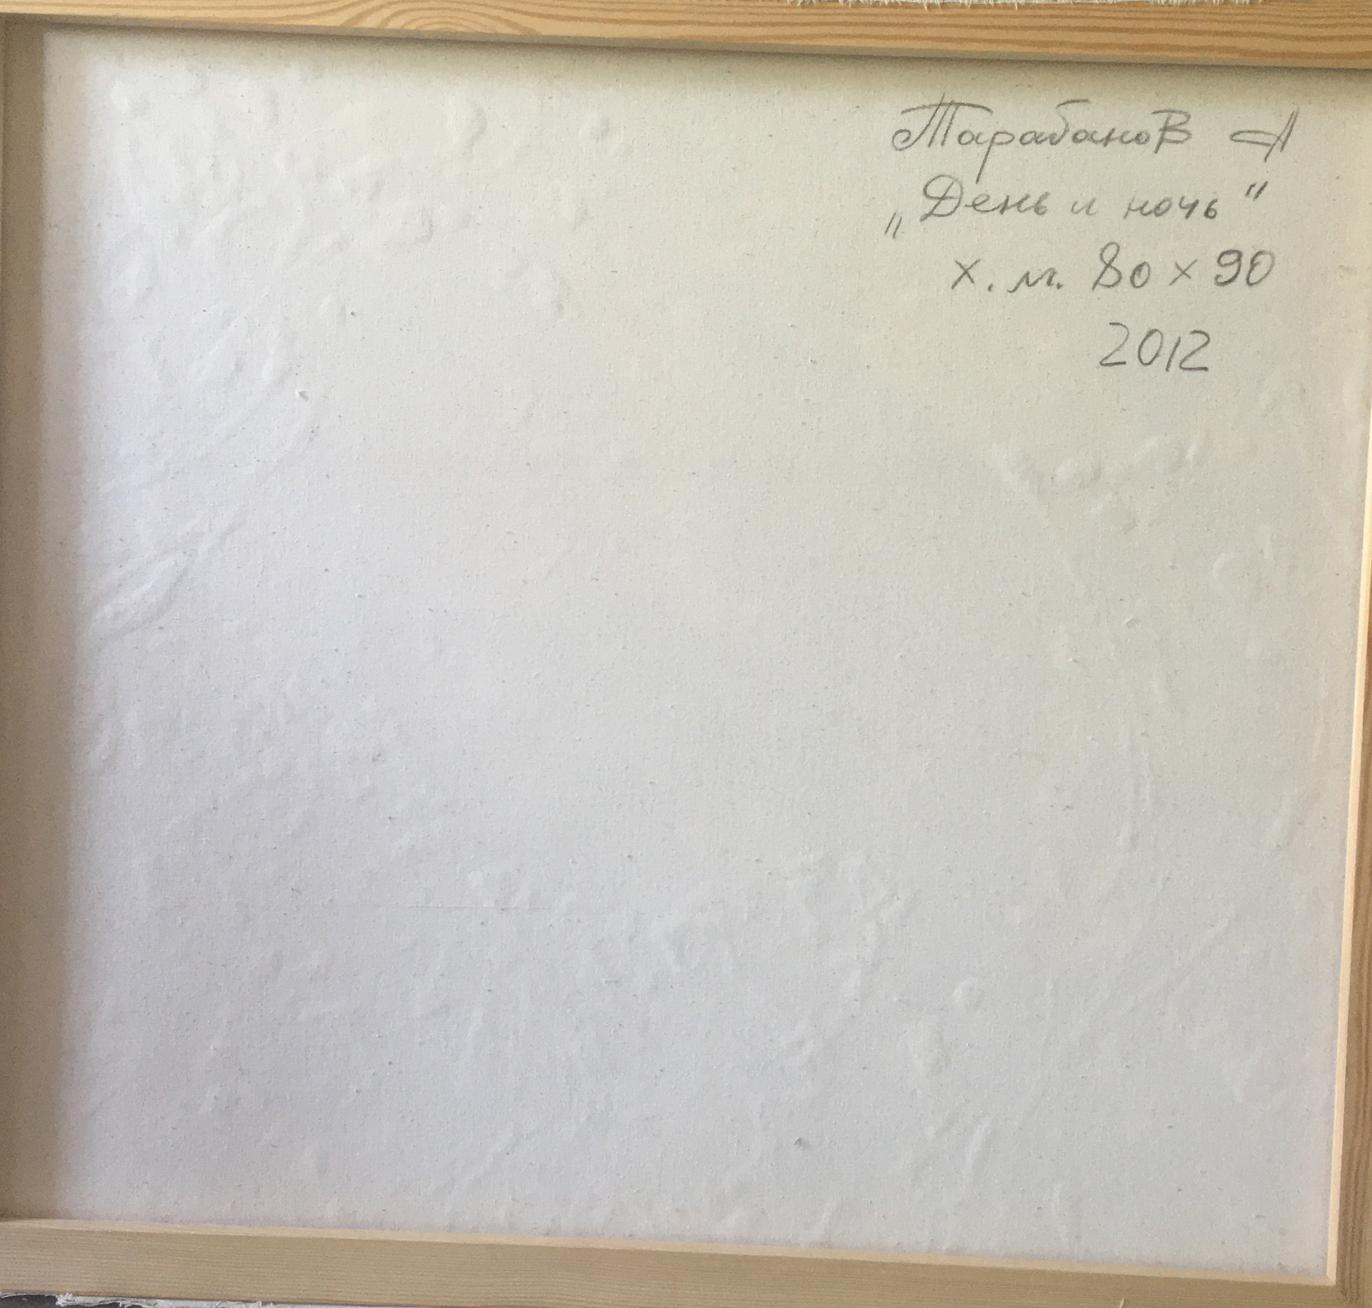 Тарабанов А
„День и ночь"
х. м. 80 х 90
2012